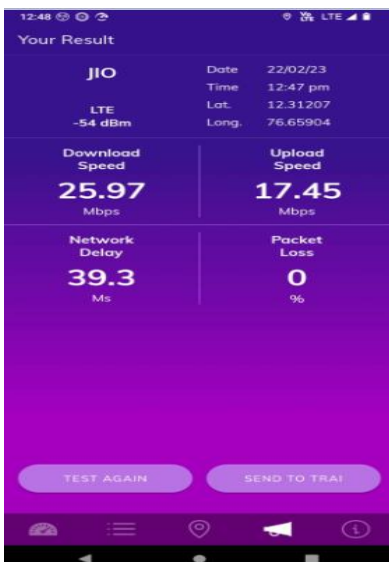 12:48 LTE
Your Result
JIO
LTE
-54 dBm
Date 22/02/23
Time 12:47 pm
Lat. 12.31207
Long. 76.65904
Download Speed
25.97
Mbps
Upload Speed
17.45
Mbps
Network Delay
39.3
Ms
Packet Loss
0
%
TEST AGAIN
SEND TO TRAI